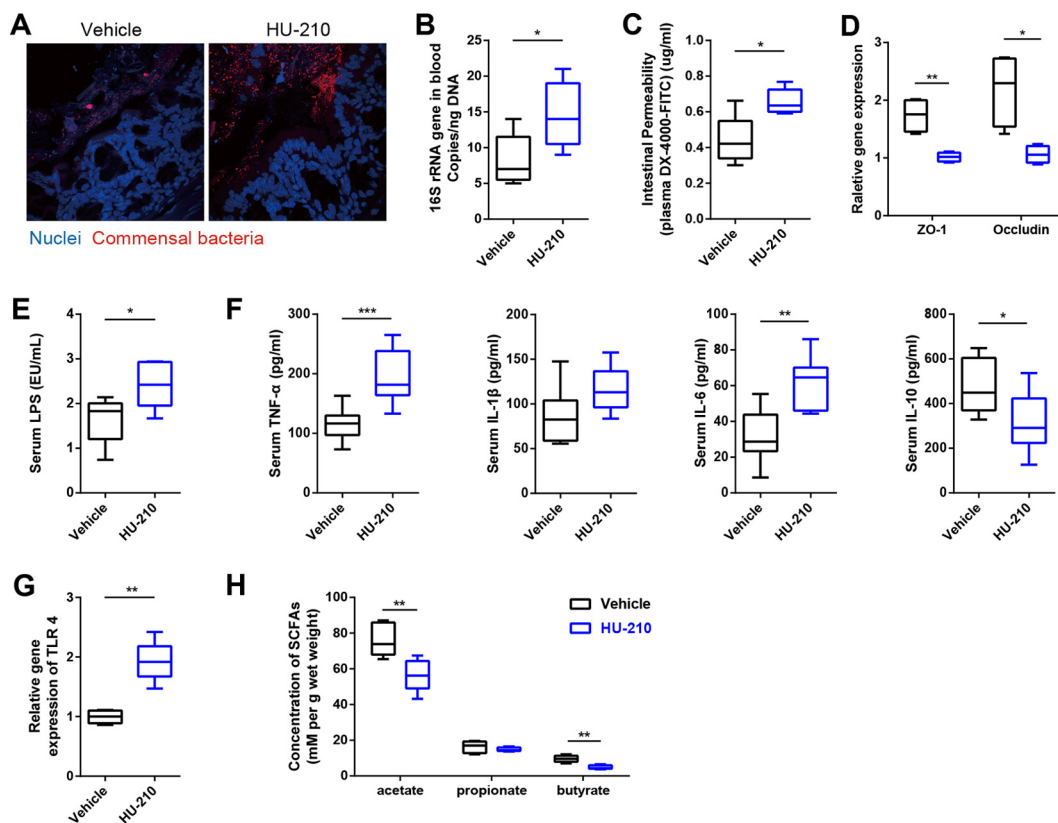 A
Vehicle
HU-210
Nuclei Commensal bacteria
B
16S rRNA gene in blood
Copies/ng DNA
25
20
15
10
5
0
*
Vehicle
HU-210
C
Intestinal Permeability
(plasma DX-4000-FITC) (ug/ml)
1.0
0.8
0.6
0.4
0.2
0.0
*
Vehicle
HU-210
D
Raletive gene expression
3
2
1
0
**
*
ZO-1
Occludin
E
Serum LPS (EU/mL)
4
3
2
1
0
*
Vehicle
HU-210
F
Serum TNF-α (pg/ml)
300
200
100
0
***
Vehicle
HU-210
Serum IL-1β (pg/ml)
200
150
100
50
0
Vehicle
HU-210
Serum IL-6 (pg/ml)
100
80
60
40
20
0
**
Vehicle
HU-210
Serum IL-10 (pg/ml)
800
600
400
200
0
*
Vehicle
HU-210
G
Relative gene
expression of TLR 4
3
2
1
0
**
Vehicle
HU-210
H
Concentration of SCFAs
(mM per g wet weight)
100
80
60
40
20
0
**
**
acetate
propionate
butyrate
Vehicle
HU-210